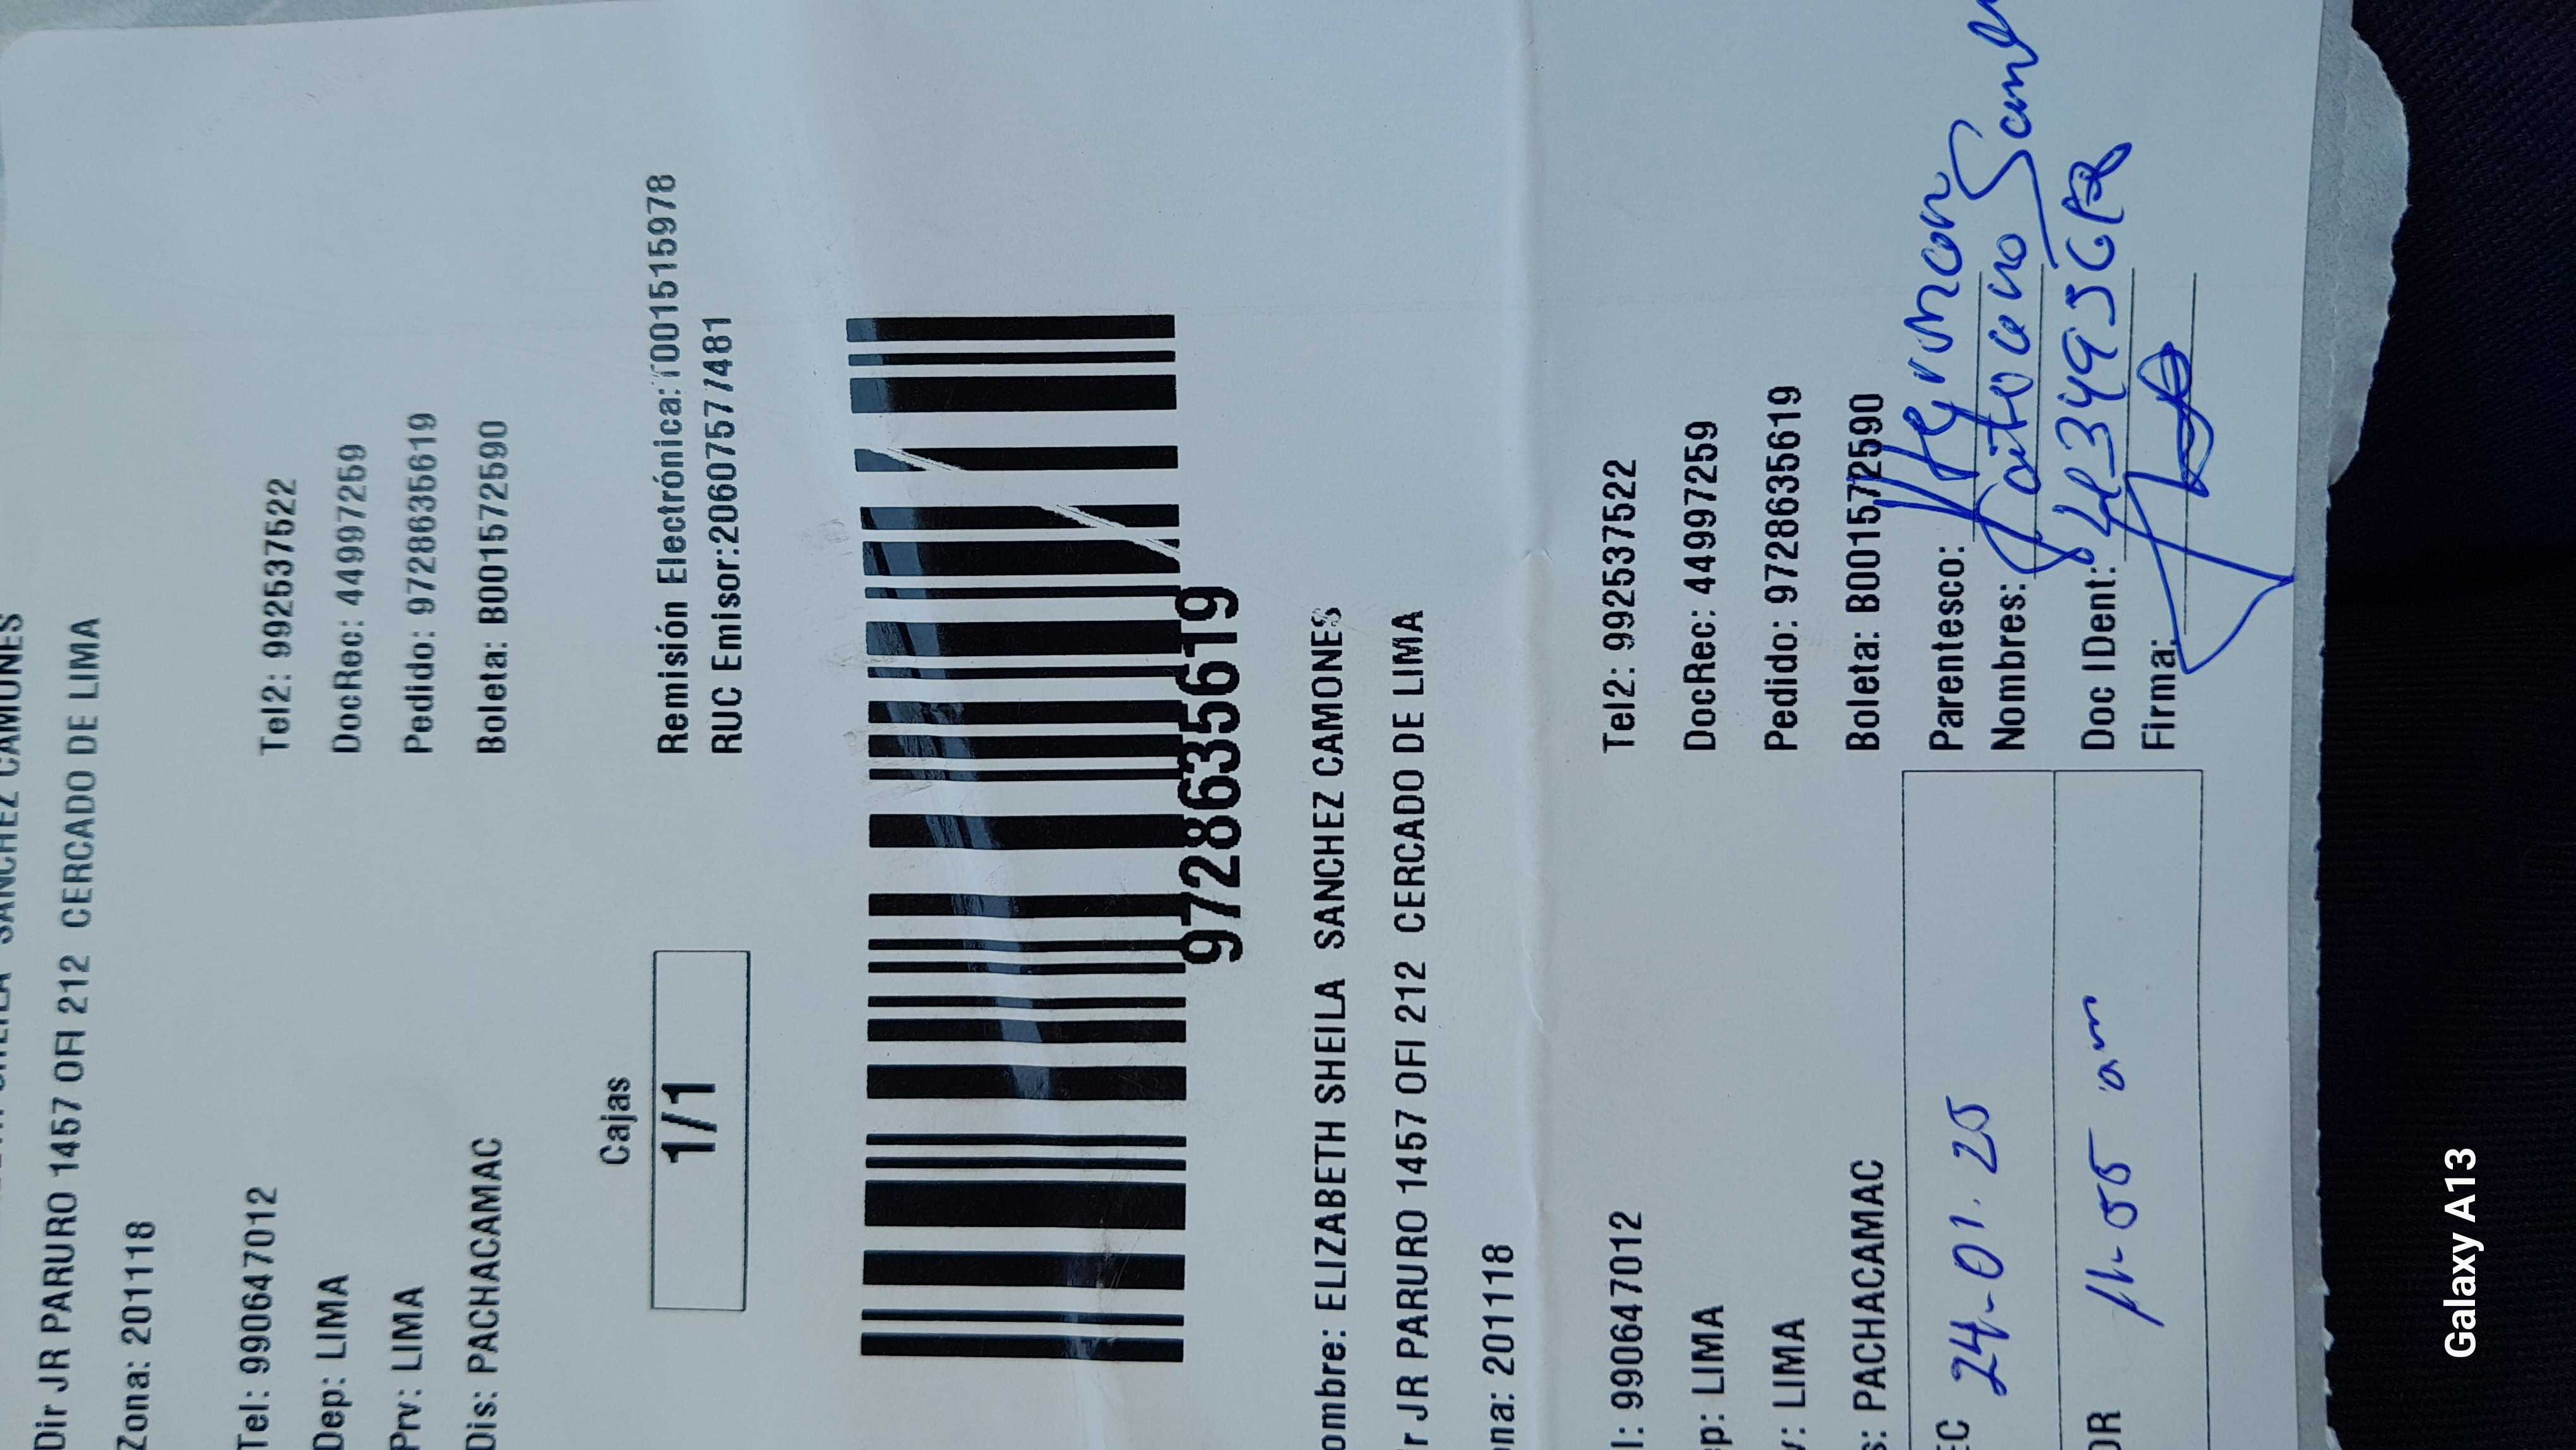 SANCHEZ CAMONES
Dir JR PARURO 1457 OFI 212 CERCADO DE LIMA
Zona: 201118
Tel: 990647012 Tel2: 992537522
Dep: LIMA DocRec: 44997259
Prv: LIMA Pedido: 9728635619
Dis: PACHACAMAC Boleta: B001572590
Cajas
1/1
Remisión Electrónica:T001515978
RUC Emisor:20607577481
9728635619
ombre: ELIZABETH SHEILA SANCHEZ CAMONES
r JR PARURO 1457 OFI 212 CERCADO DE LIMA
na: 201118
l: 990647012 Tel2: 992537522
p: LIMA DocRec: 44997259
v: LIMA Pedido: 9728635619
s: PACHACAMAC Boleta: B001572590
EC 24-01-25 Parentesco:
Nombres:
OR 11-55 am Doc IDent:
Firma:
Galaxy A13